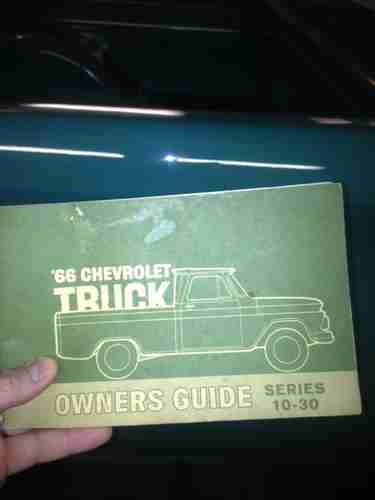 '66 CHEVROLET
TRUCK
OWNERS GUIDE SERIES
10-30